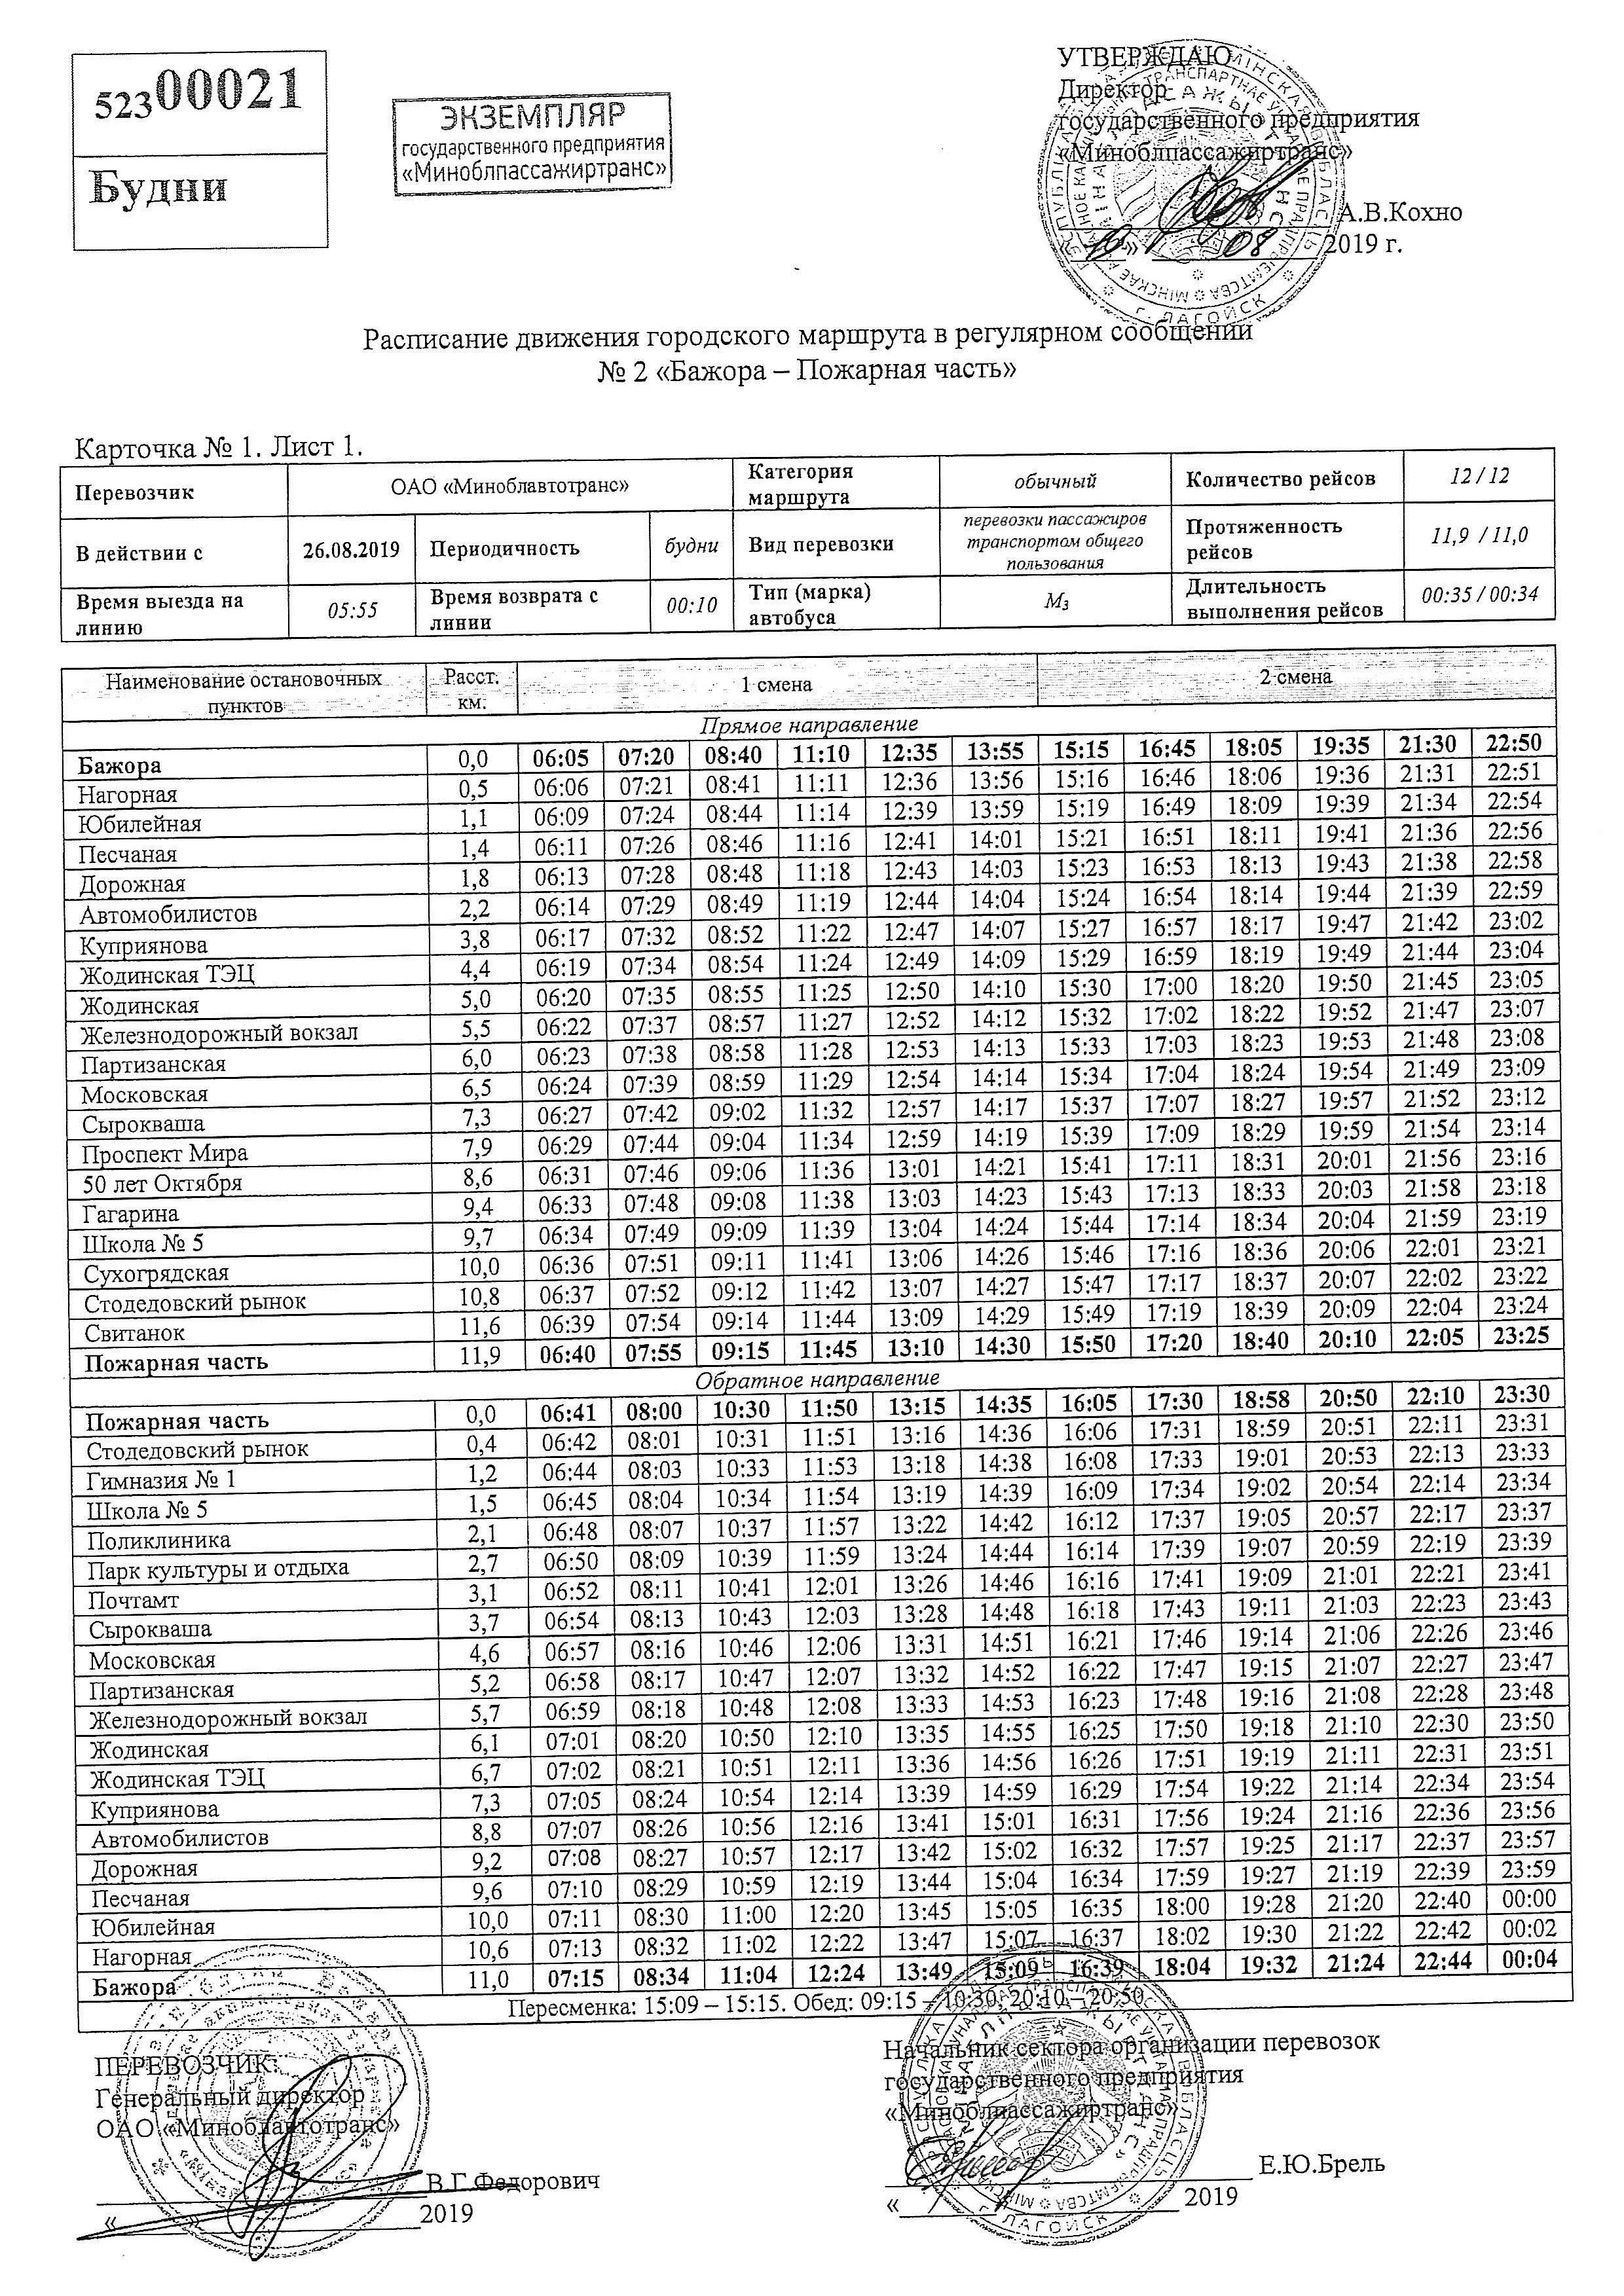 52300021
Будни
ЭКЗЕМПЛЯР
государственного предприятия
«Миноблпассажиртранс»
УТВЕРЖДАЮ
Директор
государственного предприятия
«Миноблпассажиртранс»
А.В.Кохно
« » 08 2019 г.
г. ЛАГОЙСК
Расписание движения городского маршрута в регулярном сообщении
№ 2 «Бажора – Пожарная часть»
Карточка № 1. Лист 1.
Перевозчик ОАО «Миноблавтотранс» Категория маршрута обычный Количество рейсов 12 / 12
В действии с 26.08.2019 Периодичность будни Вид перевозки перевозки пассажиров транспортом общего пользования Протяженность рейсов 11,9 / 11,0
Время выезда на линию 05:55 Время возврата с линии 00:10 Тип (марка) автобуса М3 Длительность выполнения рейсов 00:35 / 00:34
Наименование остановочных пунктов Расст. км. 1 смена 2 смена
Прямое направление
Бажора 0,0 06:05 07:20 08:40 11:10 12:35 13:55 15:15 16:45 18:05 19:35 21:30 22:50
Нагорная 0,5 06:06 07:21 08:41 11:11 12:36 13:56 15:16 16:46 18:06 19:36 21:31 22:51
Юбилейная 1,1 06:09 07:24 08:44 11:14 12:39 13:59 15:19 16:49 18:09 19:39 21:34 22:54
Песчаная 1,4 06:11 07:26 08:46 11:16 12:41 14:01 15:21 16:51 18:11 19:41 21:36 22:56
Дорожная 1,8 06:13 07:28 08:48 11:18 12:43 14:03 15:23 16:53 18:13 19:43 21:38 22:58
Автомобилистов 2,2 06:14 07:29 08:49 11:19 12:44 14:04 15:24 16:54 18:14 19:44 21:39 22:59
Куприянова 3,8 06:17 07:32 08:52 11:22 12:47 14:07 15:27 16:57 18:17 19:47 21:42 23:02
Жодинская ТЭЦ 4,4 06:19 07:34 08:54 11:24 12:49 14:09 15:29 16:59 18:19 19:49 21:44 23:04
Жодинская 5,0 06:20 07:35 08:55 11:25 12:50 14:10 15:30 17:00 18:20 19:50 21:45 23:05
Железнодорожный вокзал 5,5 06:22 07:37 08:57 11:27 12:52 14:12 15:32 17:02 18:22 19:52 21:47 23:07
Партизанская 6,0 06:23 07:38 08:58 11:28 12:53 14:13 15:33 17:03 18:23 19:53 21:48 23:08
Московская 6,5 06:24 07:39 08:59 11:29 12:54 14:14 15:34 17:04 18:24 19:54 21:49 23:09
Сырокваша 7,3 06:27 07:42 09:02 11:32 12:57 14:17 15:37 17:07 18:27 19:57 21:52 23:12
Проспект Мира 7,9 06:29 07:44 09:04 11:34 12:59 14:19 15:39 17:09 18:29 19:59 21:54 23:14
50 лет Октября 8,6 06:31 07:46 09:06 11:36 13:01 14:21 15:41 17:11 18:31 20:01 21:56 23:16
Гагарина 9,4 06:33 07:48 09:08 11:38 13:03 14:23 15:43 17:13 18:33 20:03 21:58 23:18
Школа № 5 9,7 06:34 07:49 09:09 11:39 13:04 14:24 15:44 17:14 18:34 20:04 21:59 23:19
Сухогрядская 10,0 06:36 07:51 09:11 11:41 13:06 14:26 15:46 17:16 18:36 20:06 22:01 23:21
Стодедовский рынок 10,8 06:37 07:52 09:12 11:42 13:07 14:27 15:47 17:17 18:37 20:07 22:02 23:22
Свитанок 11,6 06:39 07:54 09:14 11:44 13:09 14:29 15:49 17:19 18:39 20:09 22:04 23:24
Пожарная часть 11,9 06:40 07:55 09:15 11:45 13:10 14:30 15:50 17:20 18:40 20:10 22:05 23:25
Обратное направление
Пожарная часть 0,0 06:41 08:00 10:30 11:50 13:15 14:35 16:05 17:30 18:58 20:50 22:10 23:30
Стодедовский рынок 0,4 06:42 08:01 10:31 11:51 13:16 14:36 16:06 17:31 18:59 20:51 22:11 23:31
Гимназия № 1 1,2 06:44 08:03 10:33 11:53 13:18 14:38 16:08 17:33 19:01 20:53 22:13 23:33
Школа № 5 1,5 06:45 08:04 10:34 11:54 13:19 14:39 16:09 17:34 19:02 20:54 22:14 23:34
Поликлиника 2,1 06:48 08:07 10:37 11:57 13:22 14:42 16:12 17:37 19:05 20:57 22:17 23:37
Парк культуры и отдыха 2,7 06:50 08:09 10:39 11:59 13:24 14:44 16:14 17:39 19:07 20:59 22:19 23:39
Почтамт 3,1 06:52 08:11 10:41 12:01 13:26 14:46 16:16 17:41 19:09 21:01 22:21 23:41
Сырокваша 3,7 06:54 08:13 10:43 12:03 13:28 14:48 16:18 17:43 19:11 21:03 22:23 23:43
Московская 4,6 06:57 08:16 10:46 12:06 13:31 14:51 16:21 17:46 19:14 21:06 22:26 23:46
Партизанская 5,2 06:58 08:17 10:47 12:07 13:32 14:52 16:22 17:47 19:15 21:07 22:27 23:47
Железнодорожный вокзал 5,7 06:59 08:18 10:48 12:08 13:33 14:53 16:23 17:48 19:16 21:08 22:28 23:48
Жодинская 6,1 07:01 08:20 10:50 12:10 13:35 14:55 16:25 17:50 19:18 21:10 22:30 23:50
Жодинская ТЭЦ 6,7 07:02 08:21 10:51 12:11 13:36 14:56 16:26 17:51 19:19 21:11 22:31 23:51
Куприянова 7,3 07:05 08:24 10:54 12:14 13:39 14:59 16:29 17:54 19:22 21:14 22:34 23:54
Автомобилистов 8,8 07:07 08:26 10:56 12:16 13:41 15:01 16:31 17:56 19:24 21:16 22:36 23:56
Дорожная 9,2 07:08 08:27 10:57 12:17 13:42 15:02 16:32 17:57 19:25 21:17 22:37 23:57
Песчаная 9,6 07:10 08:29 10:59 12:19 13:44 15:04 16:34 17:59 19:27 21:19 22:39 23:59
Юбилейная 10,0 07:11 08:30 11:00 12:20 13:45 15:05 16:35 18:00 19:28 21:20 22:40 00:00
Нагорная 10,6 07:13 08:32 11:02 12:22 13:47 15:07 16:37 18:02 19:30 21:22 22:42 00:02
Бажора 11,0 07:15 08:34 11:04 12:24 13:49 15:09 16:39 18:04 19:32 21:24 22:44 00:04
Пересменка: 15:09 – 15:15. Обед: 09:15 – 10:30, 20:10 – 20:50
ПЕРЕВОЗЧИК:
Генеральный директор
ОАО «Миноблавтотранс»
В.Г.Федорович
« » 2019
Начальник сектора организации перевозок
государственного предприятия
«Миноблпассажиртранс»
Е.Ю.Брель
« » 2019
г. ЛАГОЙСК